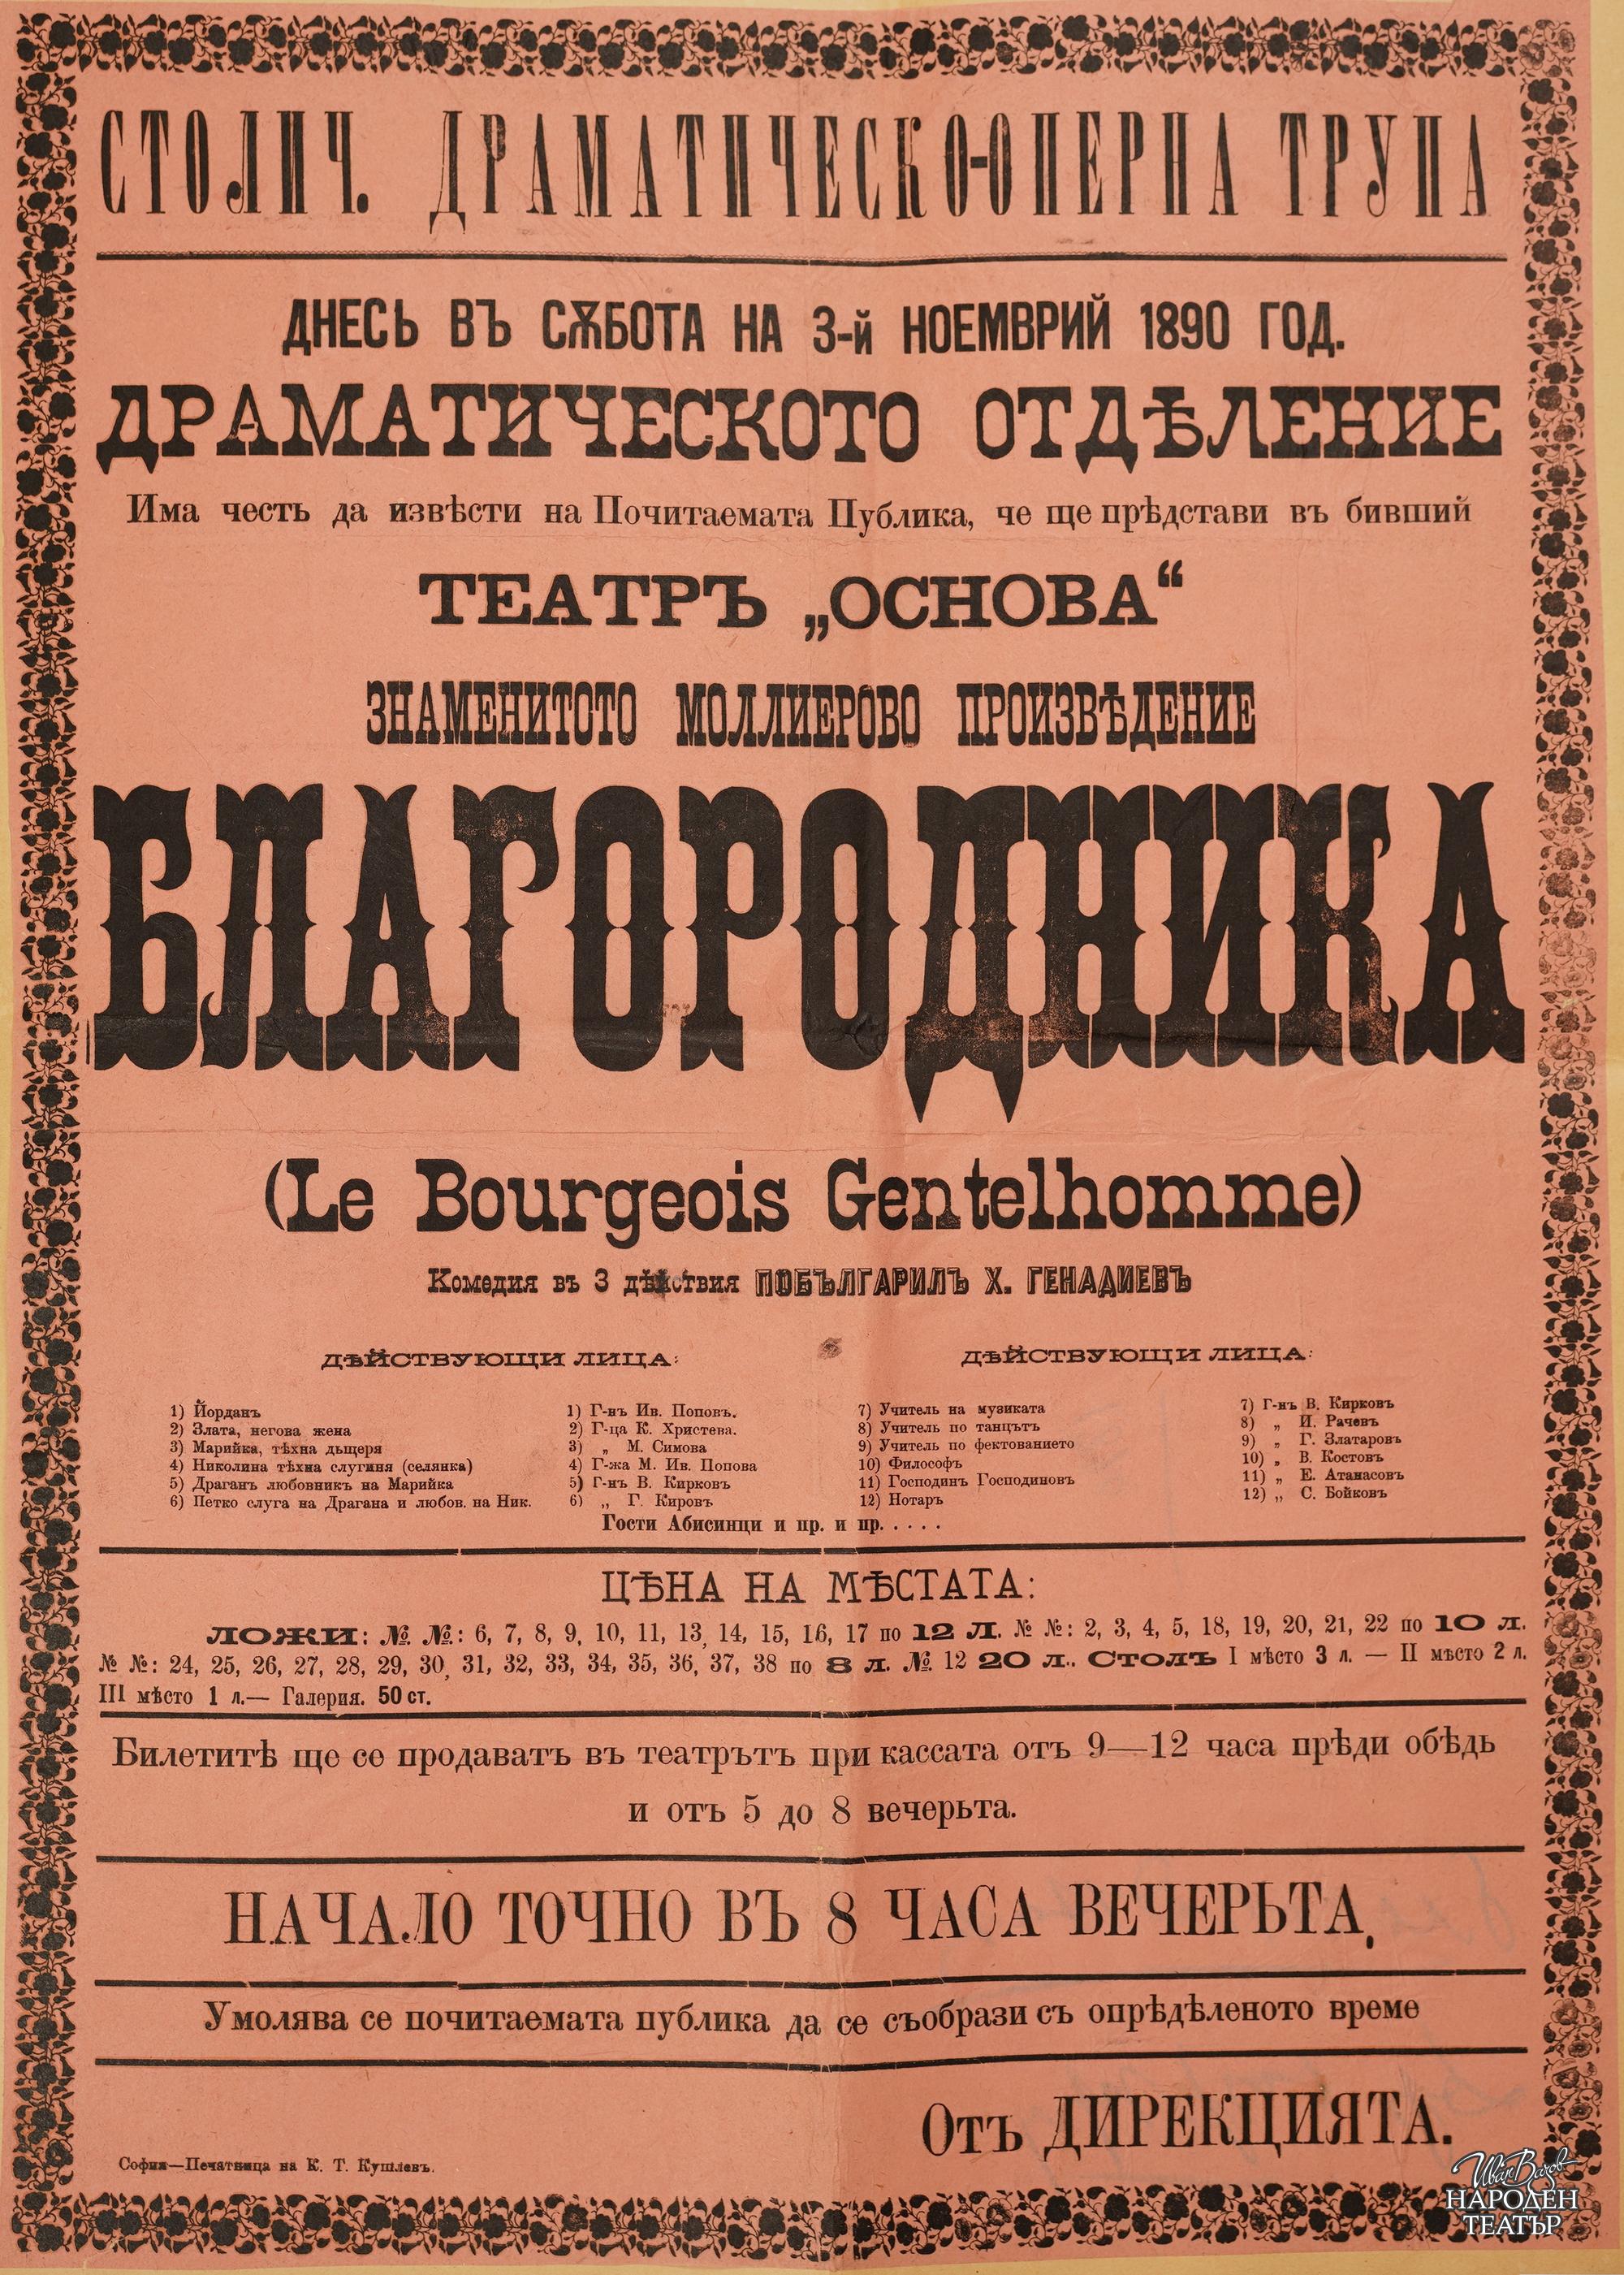 СТОЛИЧ. ДРАМАТИЧЕСКО-ОПЕРНА ТРУПА
ДНЕСЬ ВЪ СѪБОТА НА 3-й НОЕМВРИЙ 1890 ГОД.
ДРАМАТИЧЕСКОТО ОТДѢЛЕНИЕ
Има честь да извѣсти на Почитаемата Публика, че ще прѣдстави въ бивший
ТЕАТРЪ „ОСНОВА“
ЗНАМЕНИТОТО МОЛЛИЕРОВО ПРОИЗВѢДЕНИЕ
БЛАГОРОДНИКА
(Le Bourgeois Gentelhomme)
Комедия въ 3 дѣйствия ПОБЪЛГАРИЛЪ Х. ГЕНАДИЕВЪ
ДѢЙСТВУЮЩИ ЛИЦА:
1) Йорданъ 1) Г-нъ Ив. Поповъ.
2) Злата, негова жена 2) Г-ца К. Христева.
3) Марийка, тѣхна дъщеря 3) „ М. Симова
4) Николина тѣхна слугиня (селянка) 4) Г-жа М. Ив. Попова
5) Драганъ любовникъ на Марийка 5) Г-нъ В. Кирковъ
6) Петко слуга на Драгана и любов. на Ник. 6) „ Г. Кировъ
ДѢЙСТВУЮЩИ ЛИЦА:
7) Учитель на музиката 7) Г-нъ В. Кирковъ
8) Учитель по танцътъ 8) „ И. Рачевъ
9) Учитель по фектованието 9) „ Г. Златаровъ
10) Философъ 10) „ В. Костовъ
11) Господинъ Господиновъ 11) „ Е. Атанасовъ
12) Нотаръ 12) „ С. Бойковъ
Гости Абисинци и пр. и пр. . . . .
ЦѢНА НА МѢСТАТА:
ЛОЖИ: №. №.: 6, 7, 8, 9, 10, 11, 13, 14, 15, 16, 17 по 12 Л. № №: 2, 3, 4, 5, 18, 19, 20, 21, 22 по 10 л.
№ №: 24, 25, 26, 27, 28, 29, 30, 31, 32, 33, 34, 35, 36, 37, 38 по 8 л. №. 12 20 л.. СТОЛЪ I мѣсто 3 л. — II мѣсто 2 л.
III мѣсто 1 л.— Галерия. 50 ст.
Билетитѣ ще се продаватъ въ театрътъ при кассата отъ 9—12 часа прѣди обѣдь
и отъ 5 до 8 вечерьта.
НАЧАЛО ТОЧНО ВЪ 8 ЧАСА ВЕЧЕРЬТА.
Умолява се почитаемата публика да се съобрази съ опрѣдѣленото време
Отъ ДИРЕКЦИЯТА.
София—Печатница на К. Т. Кушлевъ.
Иван Вазов
НАРОДЕН
ТЕАТЪР